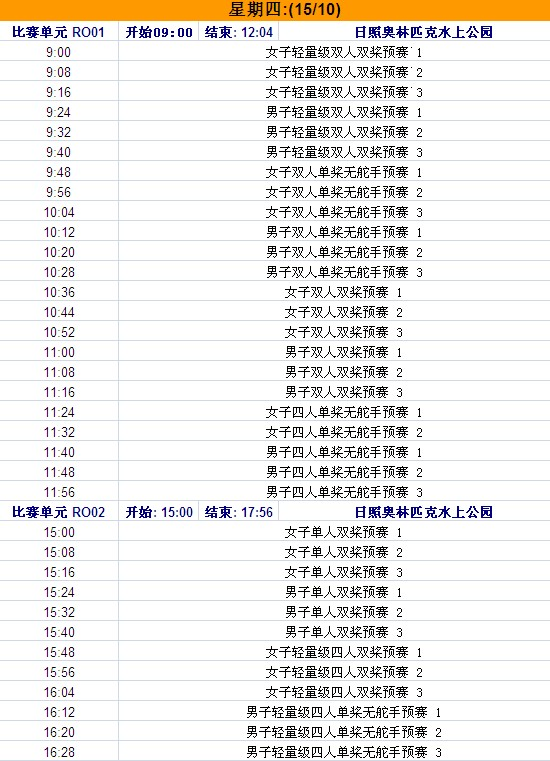 星期四:(15/10)
比赛单元 RO01 开始09：00 结束: 12:04 日照奥林匹克水上公园
9:00 女子轻量级双人双桨预赛 1
9:08 女子轻量级双人双桨预赛 2
9:16 女子轻量级双人双桨预赛 3
9:24 男子轻量级双人双桨预赛 1
9:32 男子轻量级双人双桨预赛 2
9:40 男子轻量级双人双桨预赛 3
9:48 女子双人单桨无舵手预赛 1
9:56 女子双人单桨无舵手预赛 2
10:04 女子双人单桨无舵手预赛 3
10:12 男子双人单桨无舵手预赛 1
10:20 男子双人单桨无舵手预赛 2
10:28 男子双人单桨无舵手预赛 3
10:36 女子双人双桨预赛 1
10:44 女子双人双桨预赛 2
10:52 女子双人双桨预赛 3
11:00 男子双人双桨预赛 1
11:08 男子双人双桨预赛 2
11:16 男子双人双桨预赛 3
11:24 女子四人单桨无舵手预赛 1
11:32 女子四人单桨无舵手预赛 2
11:40 男子四人单桨无舵手预赛 1
11:48 男子四人单桨无舵手预赛 2
11:56 男子四人单桨无舵手预赛 3
比赛单元 RO02 开始: 15:00 结束: 17:56 日照奥林匹克水上公园
15:00 女子单人双桨预赛 1
15:08 女子单人双桨预赛 2
15:16 女子单人双桨预赛 3
15:24 男子单人双桨预赛 1
15:32 男子单人双桨预赛 2
15:40 男子单人双桨预赛 3
15:48 女子轻量级四人双桨预赛 1
15:56 女子轻量级四人双桨预赛 2
16:04 女子轻量级四人双桨预赛 3
16:12 男子轻量级四人单桨无舵手预赛 1
16:20 男子轻量级四人单桨无舵手预赛 2
16:28 男子轻量级四人单桨无舵手预赛 3